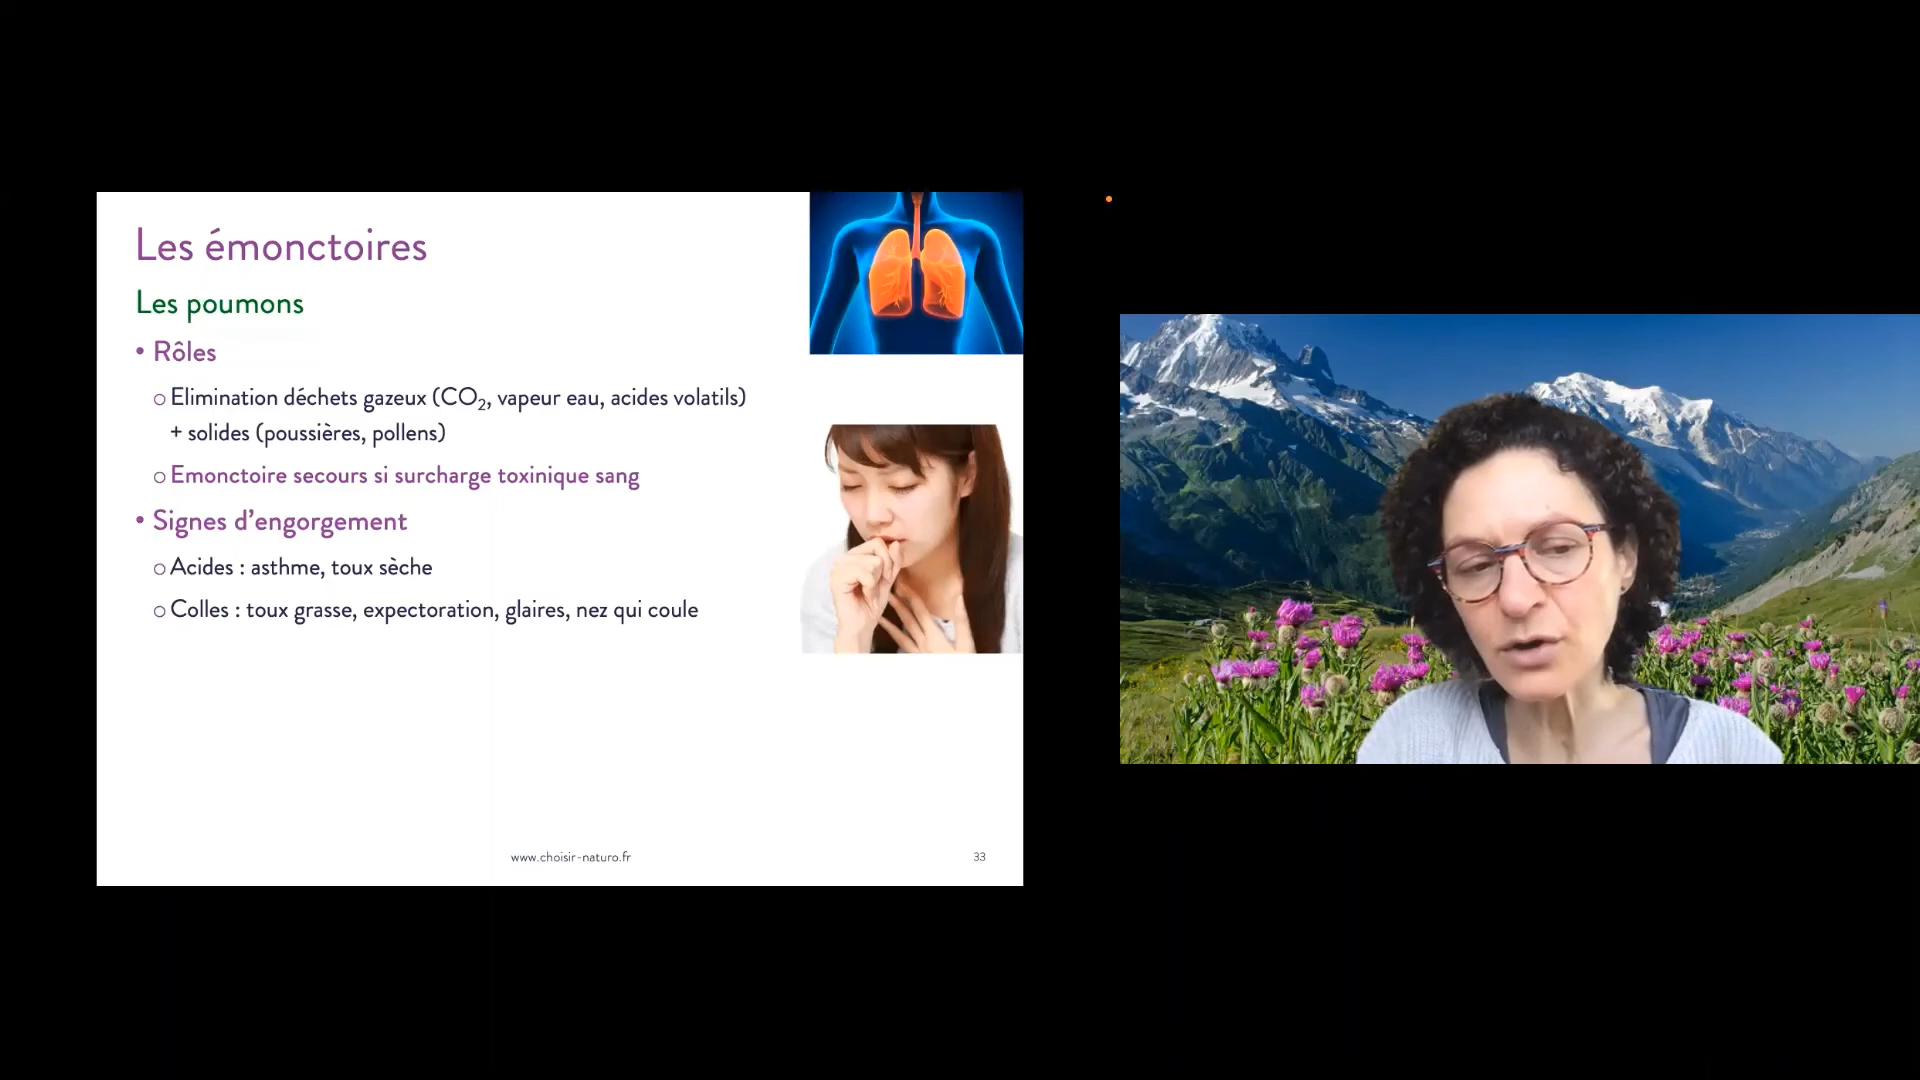 Les émonctoires
Les poumons
• Rôles
○ Elimination déchets gazeux (CO₂, vapeur eau, acides volatils)
+ solides (poussières, pollens)
○ Emonctoire secours si surcharge toxinique sang
• Signes d’engorgement
○ Acides : asthme, toux sèche
○ Colles : toux grasse, expectoration, glaires, nez qui coule
www.choisir-naturo.fr
33